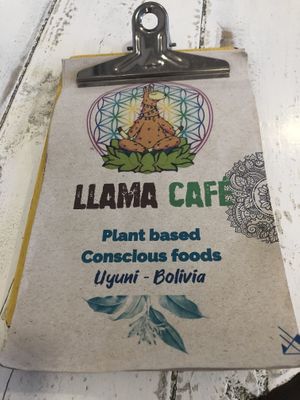 LLAMA CAFE
Plant based
Conscious foods
Uyuni - Bolivia